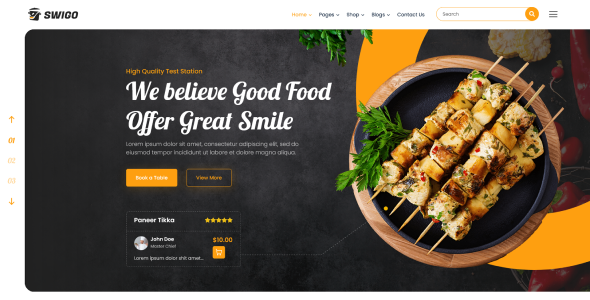 SWIGO
Home Pages Shop Blogs Contact Us Search
High Quality Test Station
We believe Good Food
Offer Great Smile
Lorem ipsum dolor sit amet, consectetur adipiscing elit, sed do
eiusmod tempor incididunt ut labore et dolore magna aliqua.
01
02
03
Book a Table View More
Paneer Tikka
John Doe
Master Chief
$10.00
Lorem ipsum dolor shit amet...